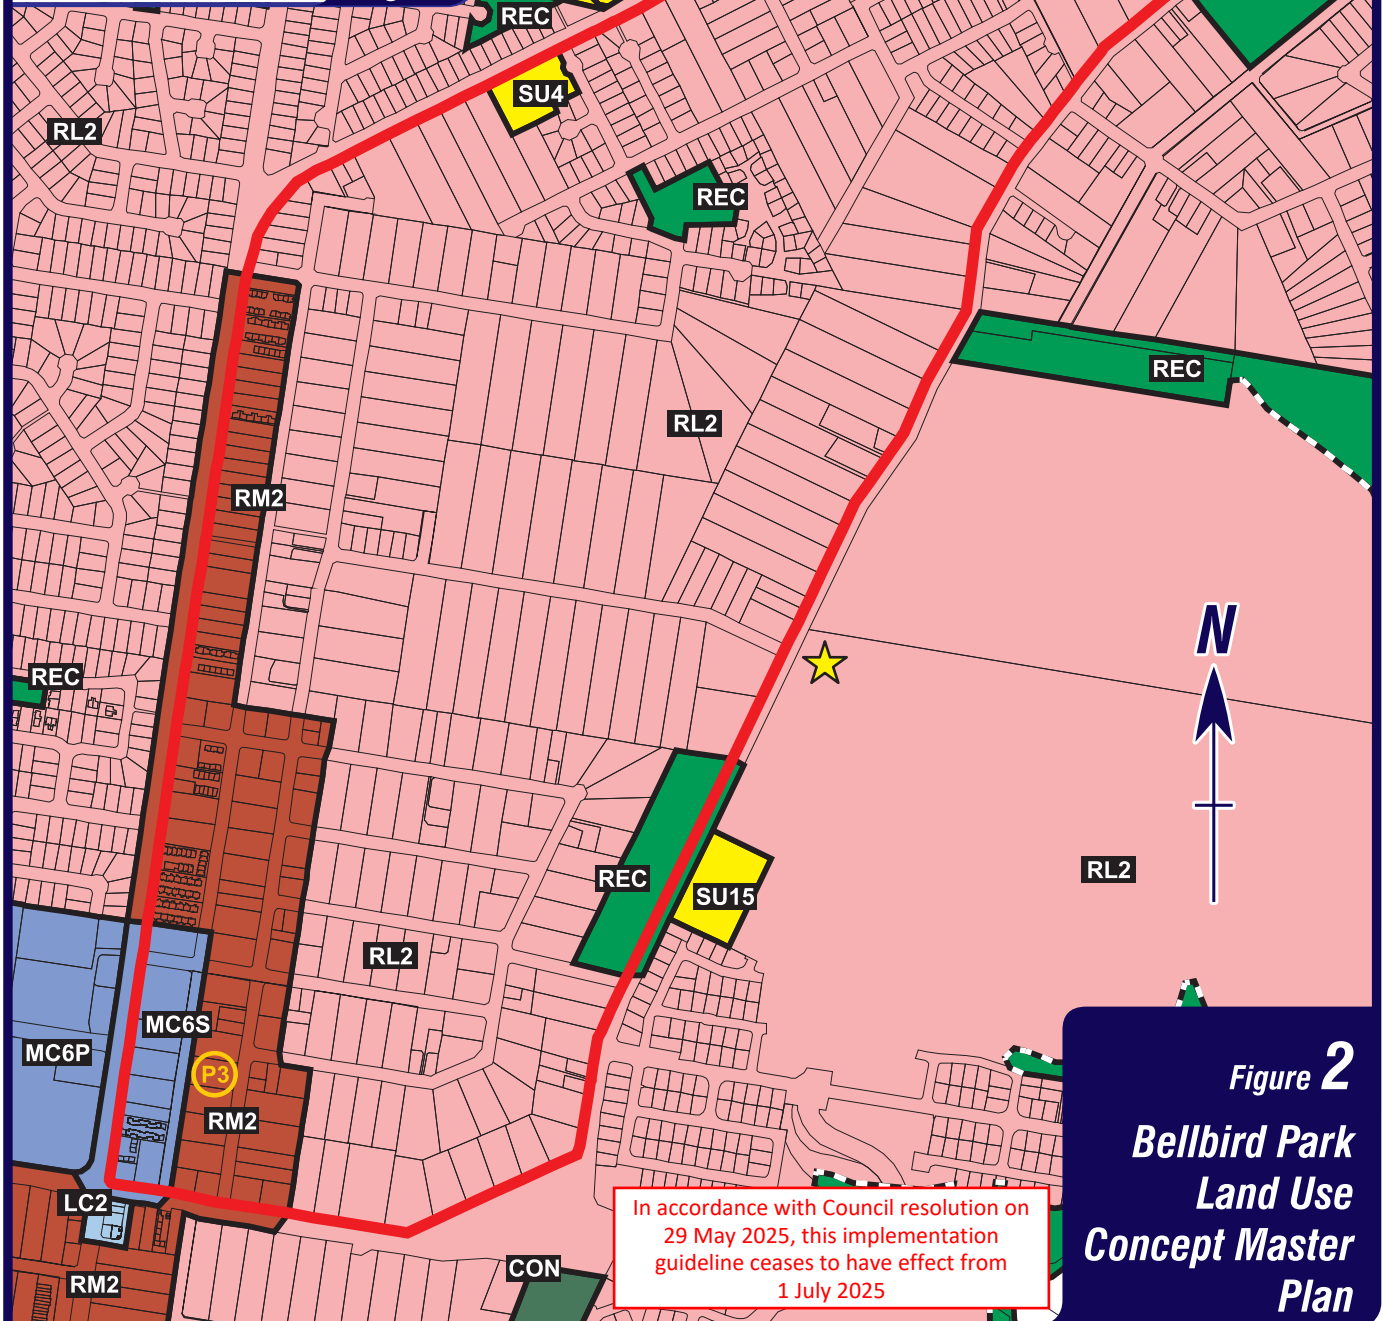 REC
SU4
RL2
REC
REC
RL2
RM2
N
REC
REC
SU15
RL2
RL2
MC6S
MC6P
P3
RM2
LC2
RM2
CON
In accordance with Council resolution on
29 May 2025, this implementation
guideline ceases to have effect from
1 July 2025
Figure 2
Bellbird Park
Land Use
Concept Master
Plan